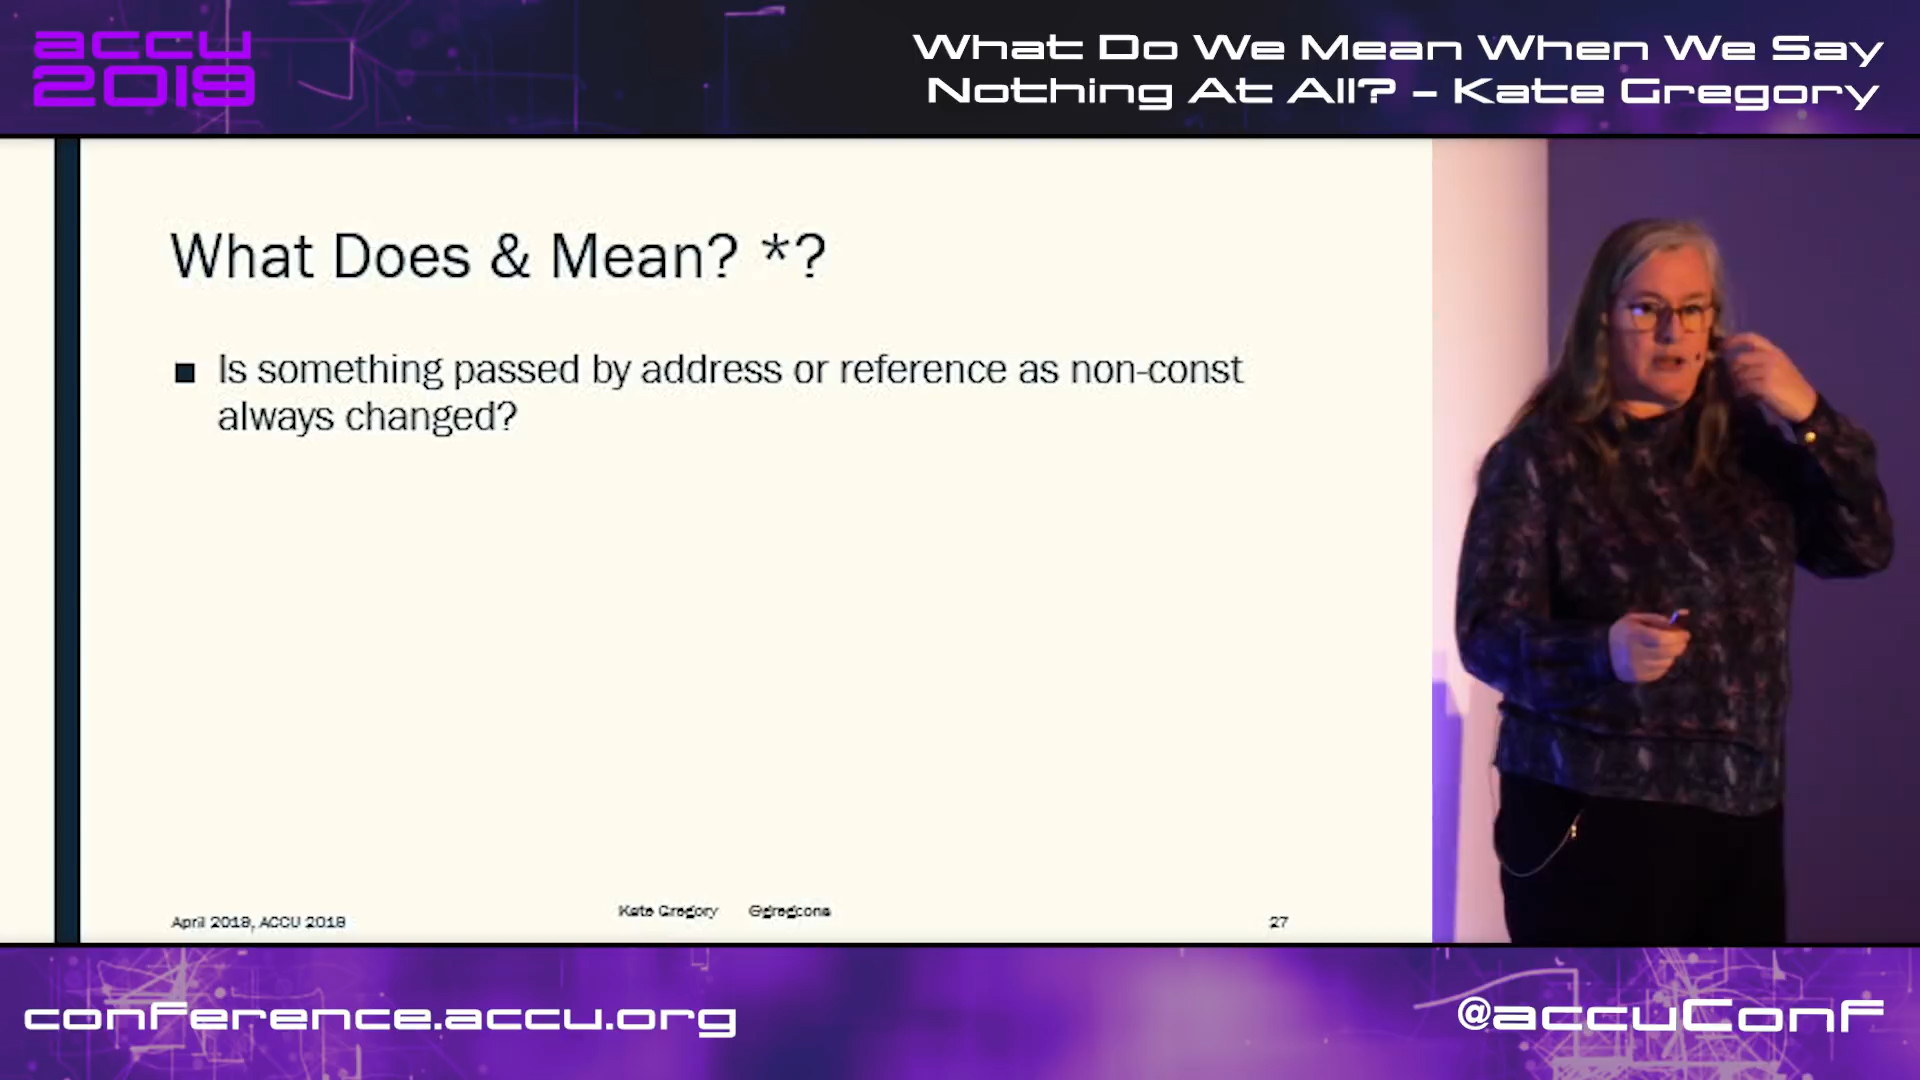 accu
2019
What Do We Mean When We Say
Nothing At All? - Kate Gregory
What Does & Mean? *?
■ Is something passed by address or reference as non-const
always changed?
April 2019, ACCU 2019
Kate Gregory @gregcons
27
conference.accu.org
@accuConf